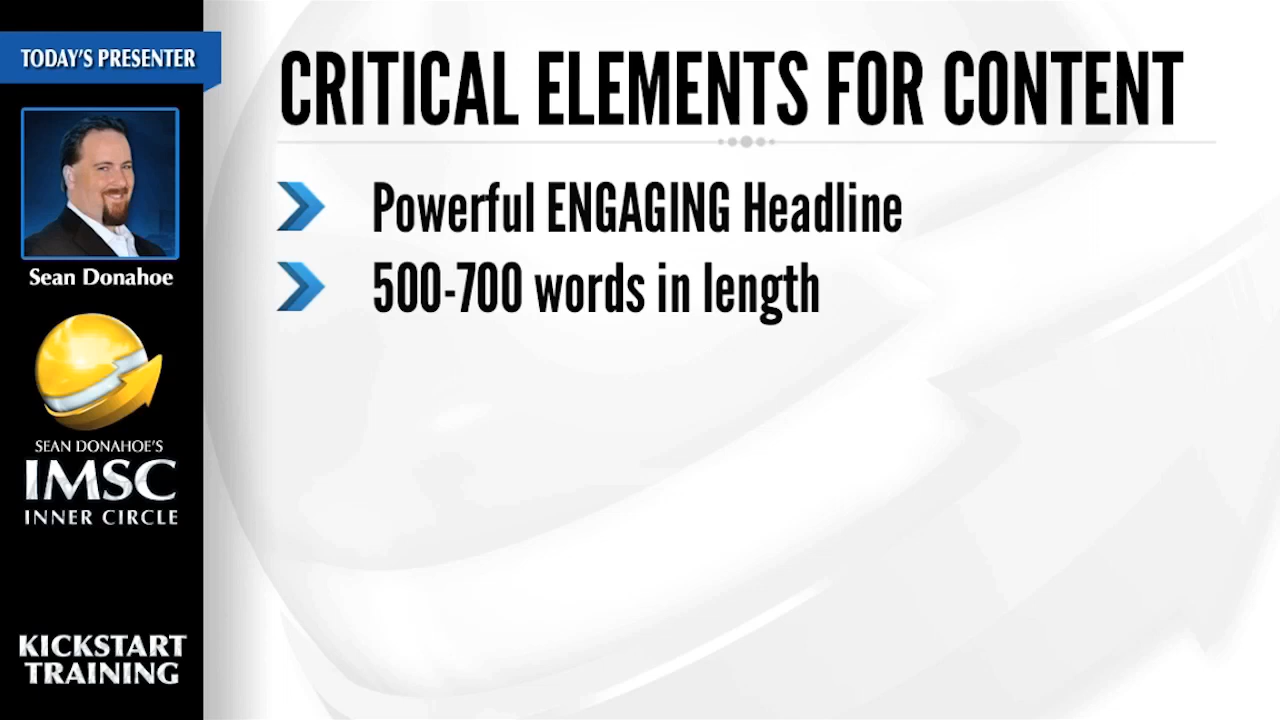 TODAY'S PRESENTER
Sean Donahoe
SEAN DONAHOE'S
IMSC
INNER CIRCLE
KICKSTART
TRAINING
CRITICAL ELEMENTS FOR CONTENT
Powerful ENGAGING Headline
500-700 words in length